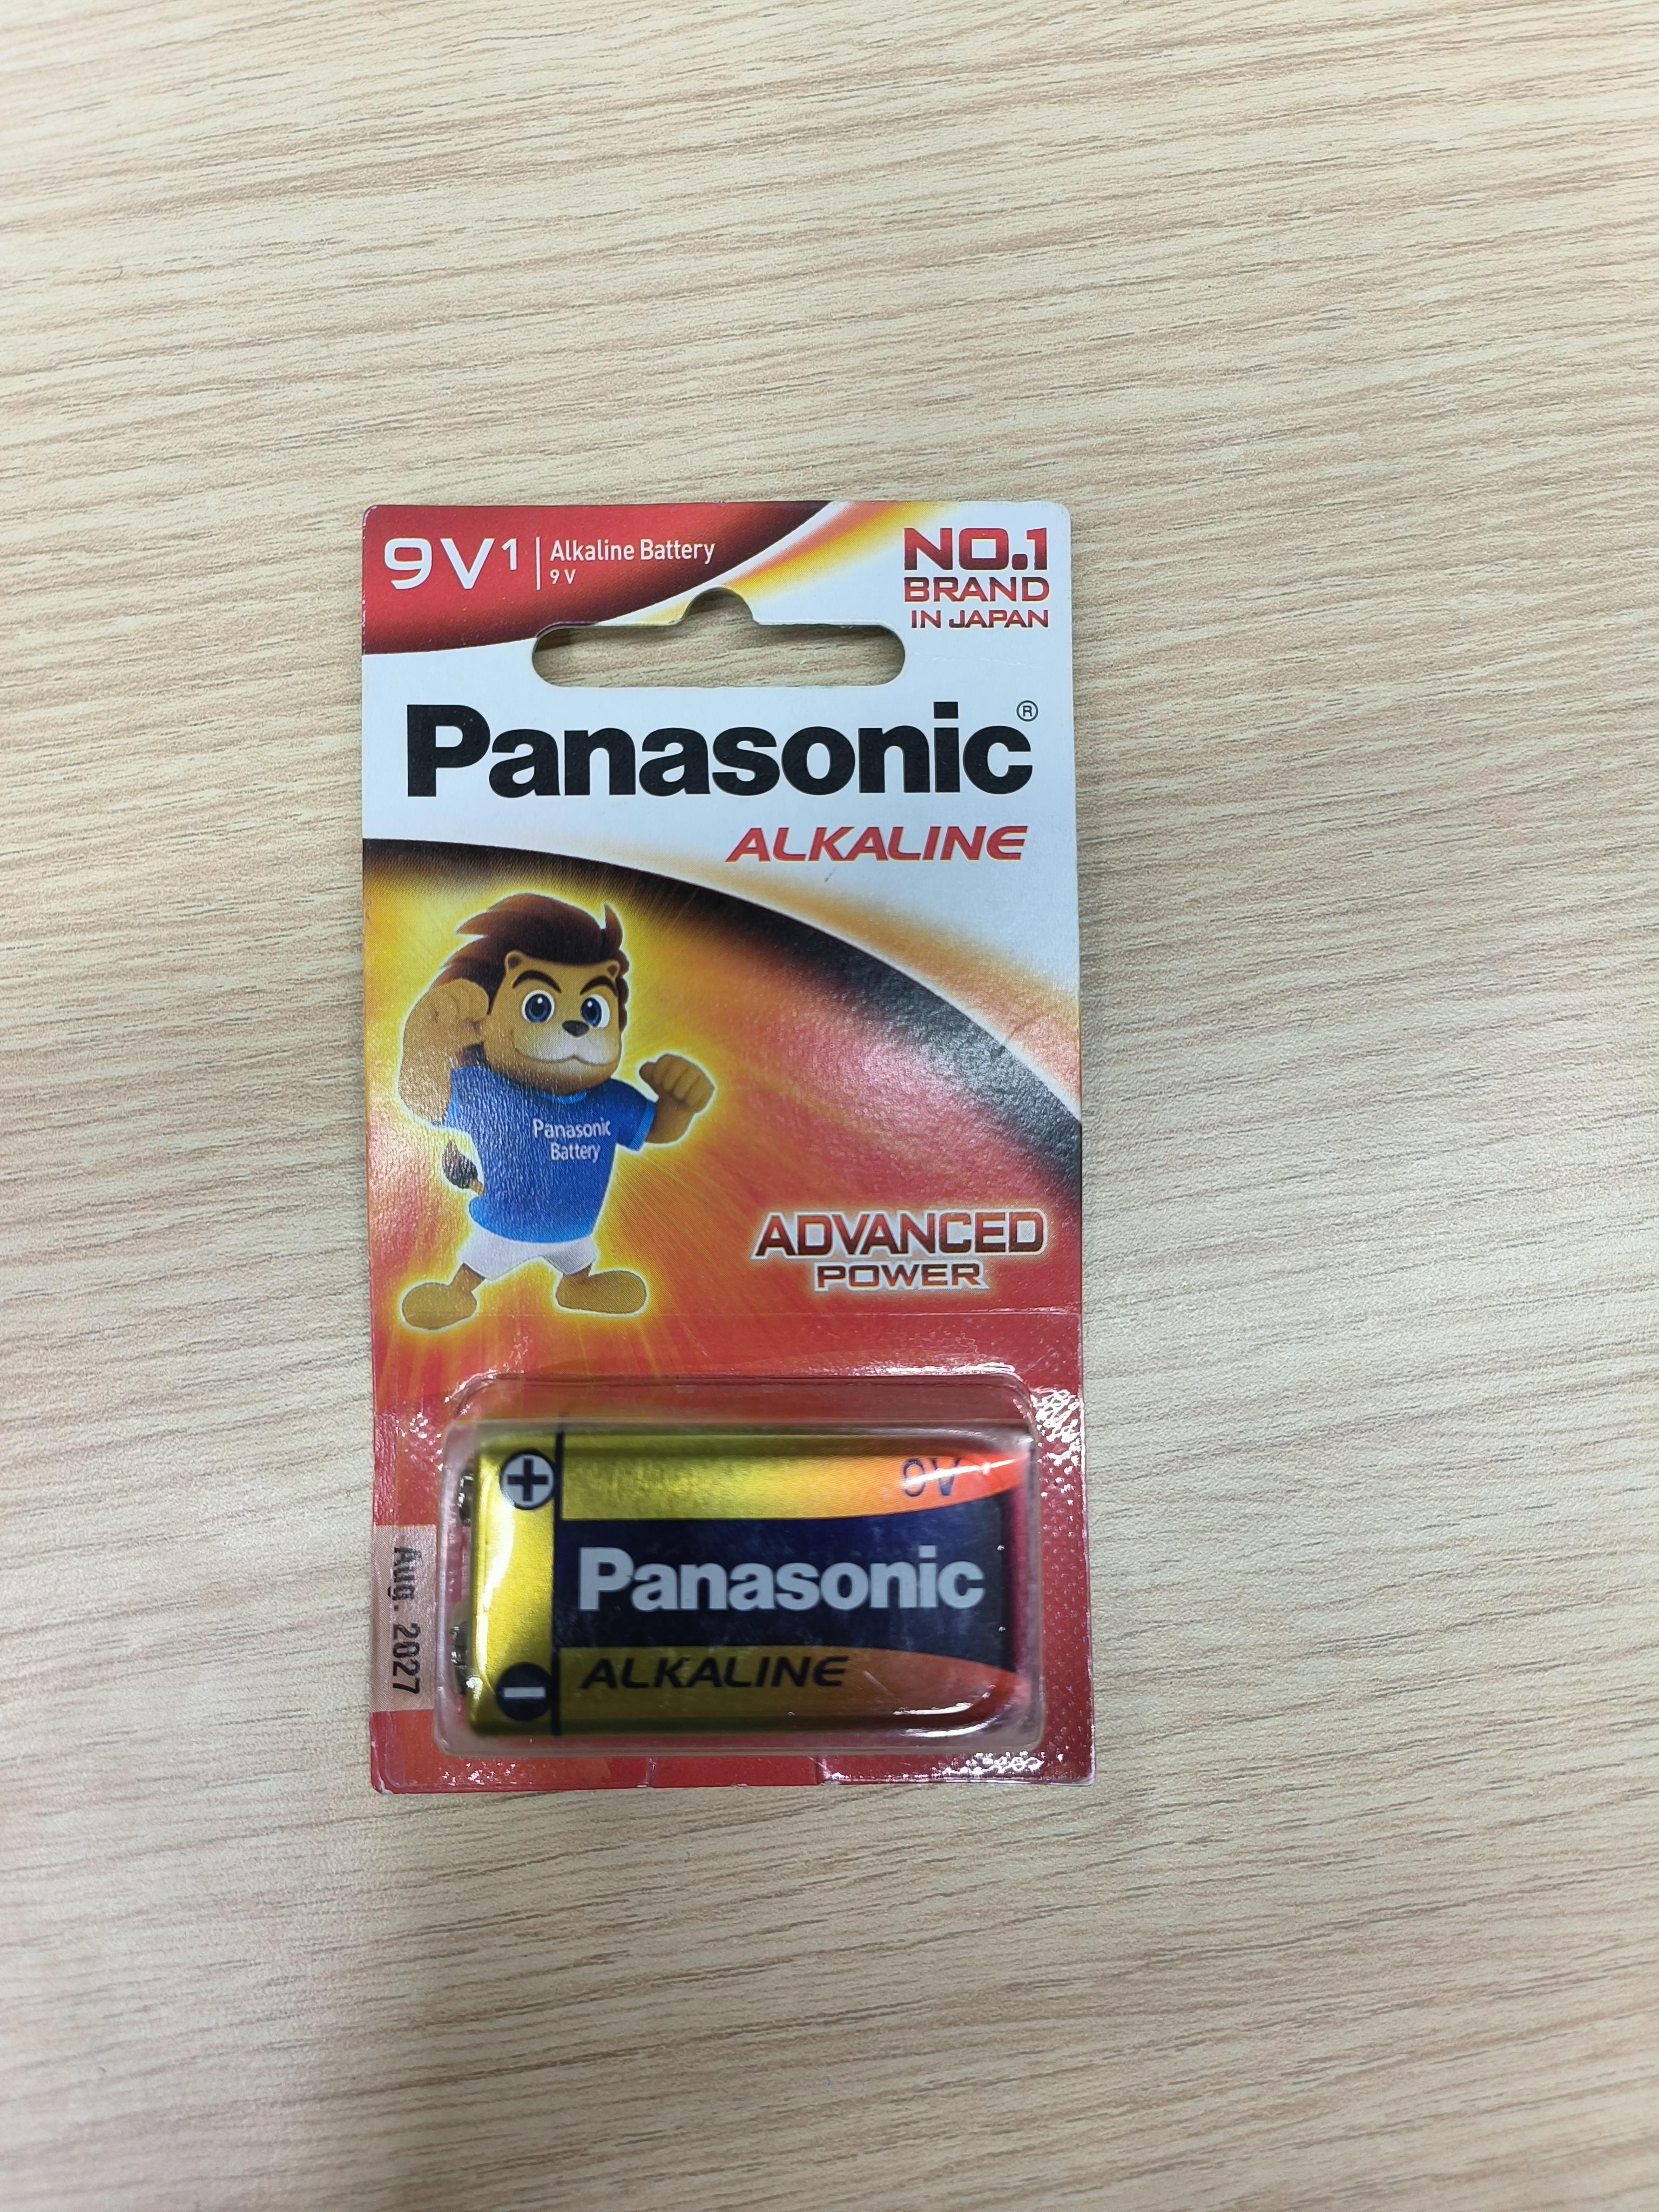 9V1
Alkaline Battery
9 V
NO.1
BRAND
IN JAPAN
Panasonic®
ALKALINE
Panasonic
Battery
ADVANCED
POWER
9V
Panasonic
ALKALINE
Aug. 2027